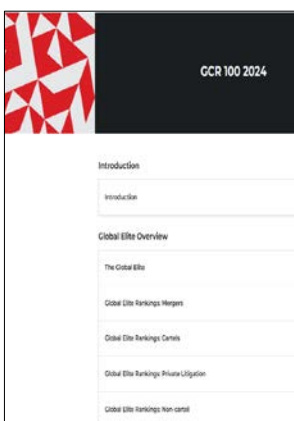 GCR 100 2024
Introduction
Introduction
Global Elite Overview
The Global Elite
Global Elite Rankings: Mergers
Global Elite Rankings: Cartels
Global Elite Rankings: Private Litigation
Global Elite Rankings: Non-cartel